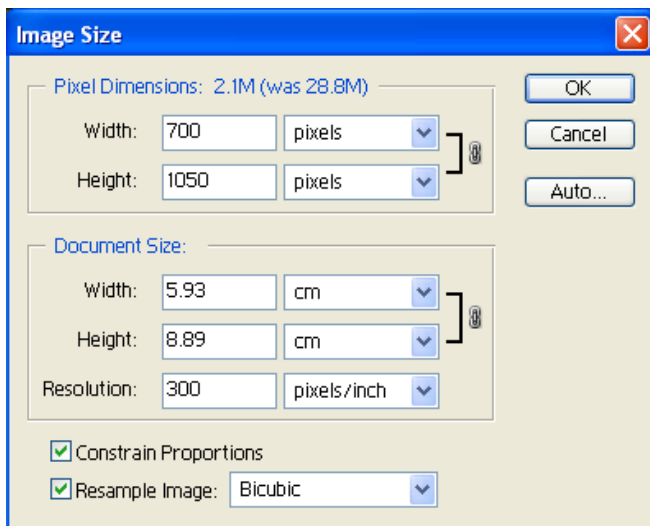 Image Size
Pixel Dimensions: 2.1M (was 28.8M)
OK
Width: 700 pixels
Cancel
Height: 1050 pixels
Auto...
Document Size:
Width: 5.93 cm
Height: 8.89 cm
Resolution: 300 pixels/inch
Constrain Proportions
Resample Image: Bicubic